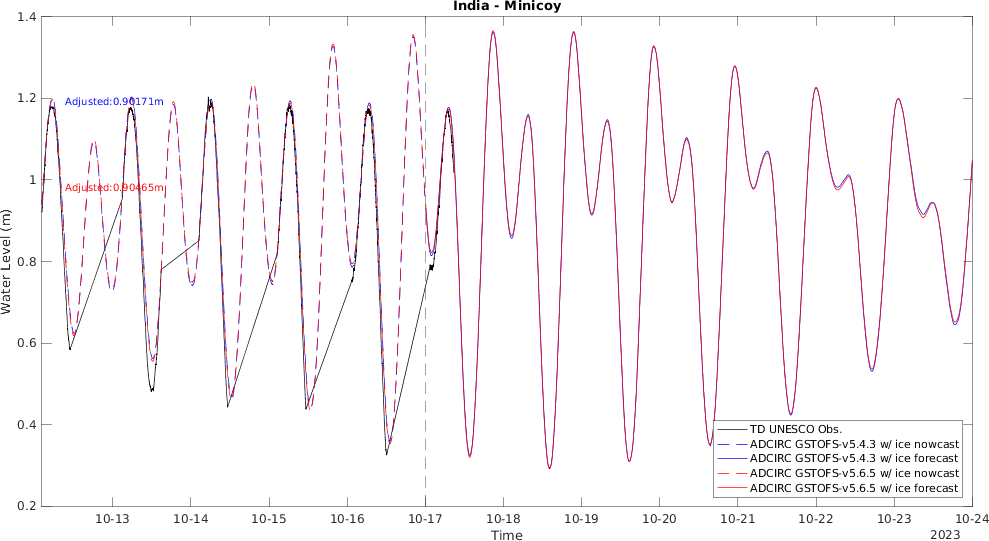 India - Minicoy
1.4
1.2
1
0.8
0.6
0.4
0.2
Water Level (m)
Adjusted:0.90171m
Adjusted:0.90465m
TD UNESCO Obs.
ADCIRC GSTOFS-v5.4.3 w/ ice nowcast
ADCIRC GSTOFS-v5.4.3 w/ ice forecast
ADCIRC GSTOFS-v5.6.5 w/ ice nowcast
ADCIRC GSTOFS-v5.6.5 w/ ice forecast
10-13 10-14 10-15 10-16 10-17 10-18 10-19 10-20 10-21 10-22 10-23 10-24
Time
2023